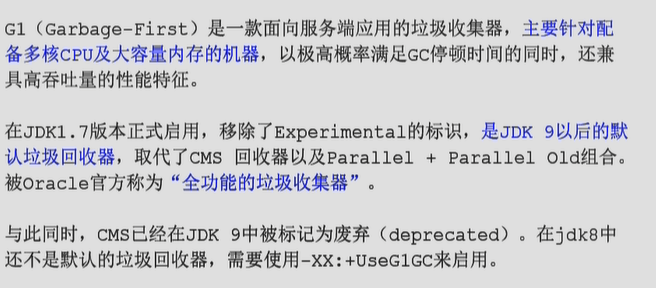 G1（Garbage-First）是一款面向服务端应用的垃圾收集器，主要针对配
备多核CPU及大容量内存的机器，以极高概率满足GC停顿时间的同时，还兼
具高吞吐量的性能特征。
在JDK1.7版本正式启用，移除了Experimental的标识，是JDK 9以后的默
认垃圾回收器，取代了CMS 回收器以及Parallel + Parallel Old组合。
被Oracle官方称为“全功能的垃圾收集器”。
与此同时，CMS已经在JDK 9中被标记为废弃（deprecated）。在jdk8中
还不是默认的垃圾回收器，需要使用-XX:+UseG1GC来启用。